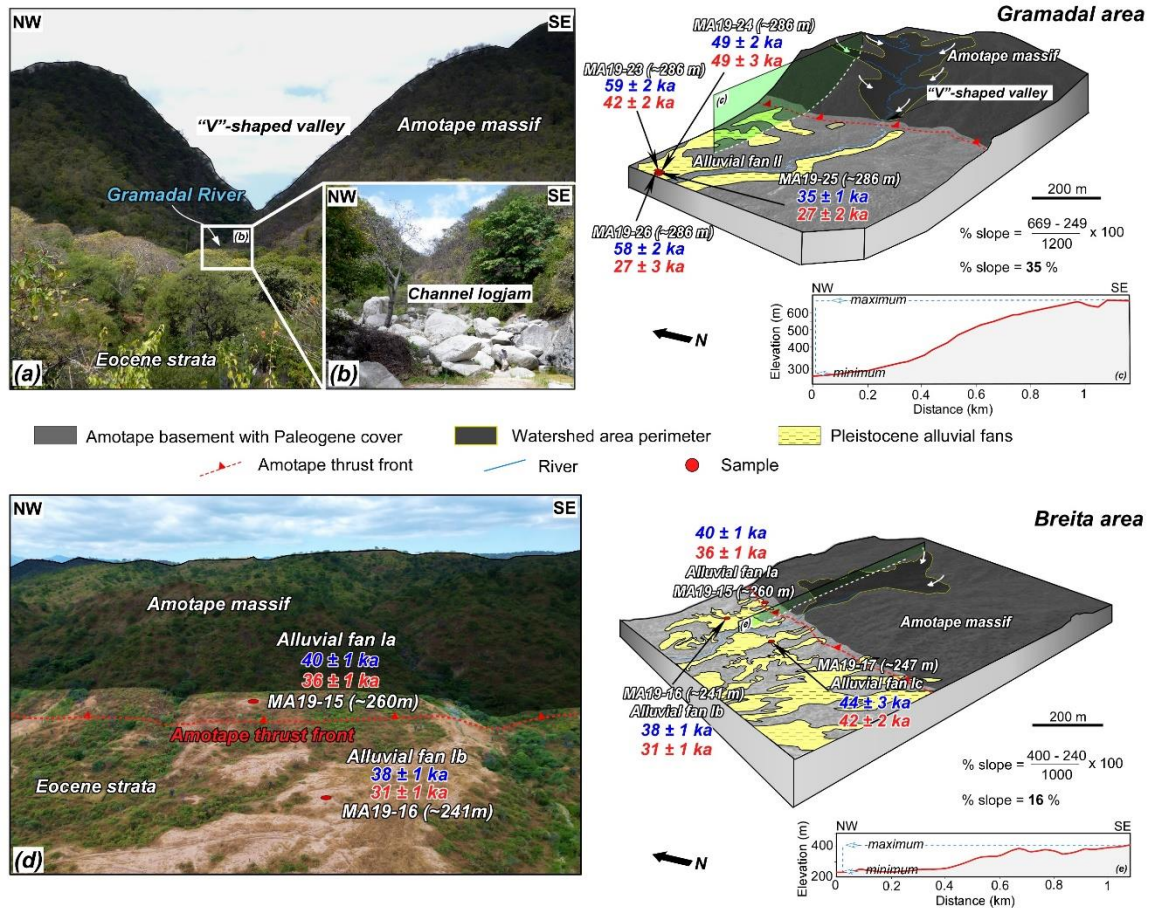 NW
SE
"V"-shaped valley
Amotape massif
Gramadal River
(b)
Eocene strata
(a)
NW
SE
Channel logjam
(b)
Gramadal area
MA19-24 (~286 m)
49 ± 2 ka
49 ± 3 ka
MA19-23 (~286 m)
59 ± 2 ka
42 ± 2 ka
(c)
Amotape massif
"V"-shaped valley
Alluvial fan II
MA19-25 (~286 m)
35 ± 1 ka
27 ± 2 ka
MA19-26 (~286 m)
58 ± 2 ka
27 ± 3 ka
200 m
% slope = 669 - 249 / 1200 x 100
% slope = 35 %
N
NW
SE
maximum
minimum
Elevation (m)
600
500
400
300
0
0.2
0.4
0.6
0.8
1
Distance (km)
(c)
Amotape basement with Paleogene cover
Watershed area perimeter
Pleistocene alluvial fans
Amotape thrust front
River
Sample
NW
SE
Amotape massif
Alluvial fan Ia
40 ± 1 ka
36 ± 1 ka
MA19-15 (~260m)
Amotape thrust front
Alluvial fan Ib
38 ± 1 ka
31 ± 1 ka
MA19-16 (~241m)
Eocene strata
(d)
Breita area
40 ± 1 ka
36 ± 1 ka
Alluvial fan Ia
MA19-15 (~260 m)
(e)
Amotape massif
MA19-17 (~247 m)
Alluvial fan Ic
44 ± 3 ka
42 ± 2 ka
MA19-16 (~241 m)
Alluvial fan Ib
38 ± 1 ka
31 ± 1 ka
200 m
% slope = 400 - 240 / 1000 x 100
% slope = 16 %
N
NW
SE
maximum
minimum
Elevation (m)
400
200
0
0.2
0.4
0.6
0.8
1
Distance (km)
(e)